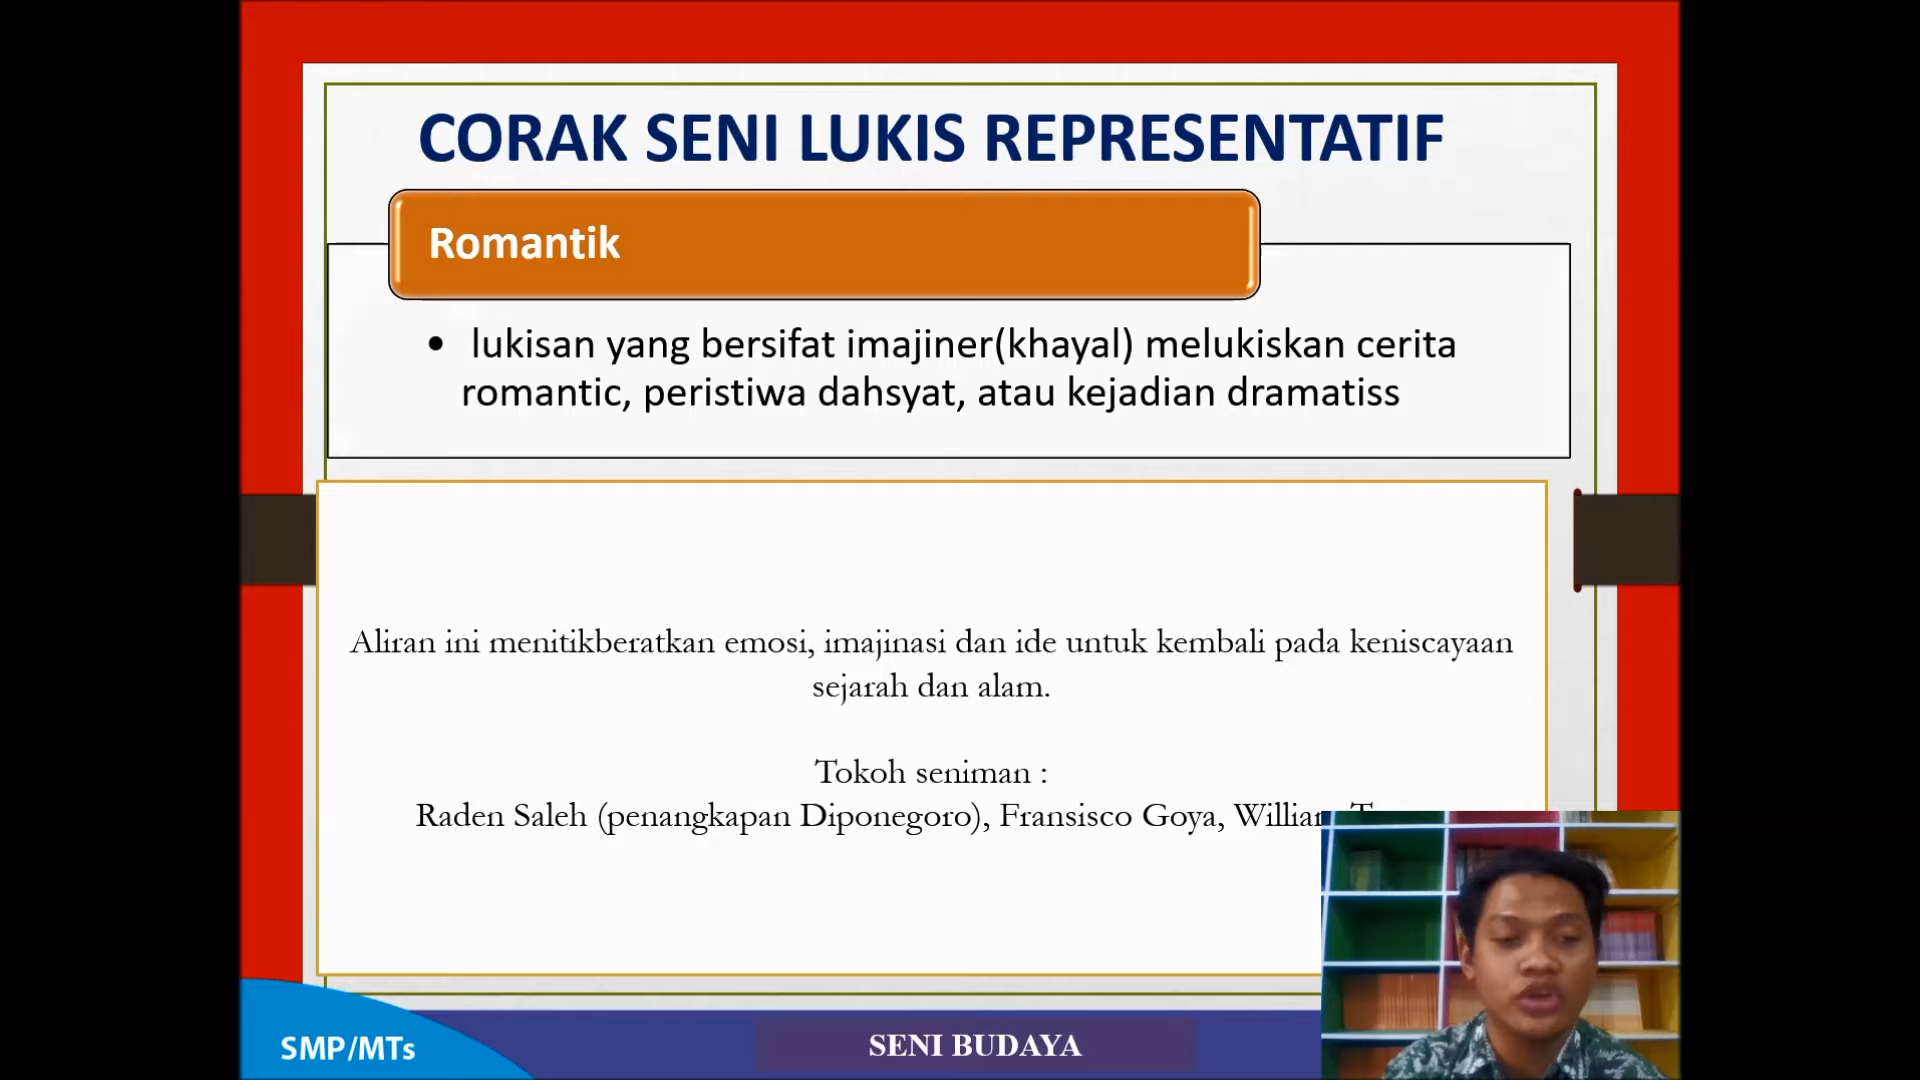 CORAK SENI LUKIS REPRESENTATIF
Romantik
• lukisan yang bersifat imajiner(khayal) melukiskan cerita
romantic, peristiwa dahsyat, atau kejadian dramatiss
Aliran ini menitikberatkan emosi, imajinasi dan ide untuk kembali pada keniscayaan
sejarah dan alam.
Tokoh seniman :
Raden Saleh (penangkapan Diponegoro), Fransisco Goya,
SMP/MTs
SENI BUDAYA